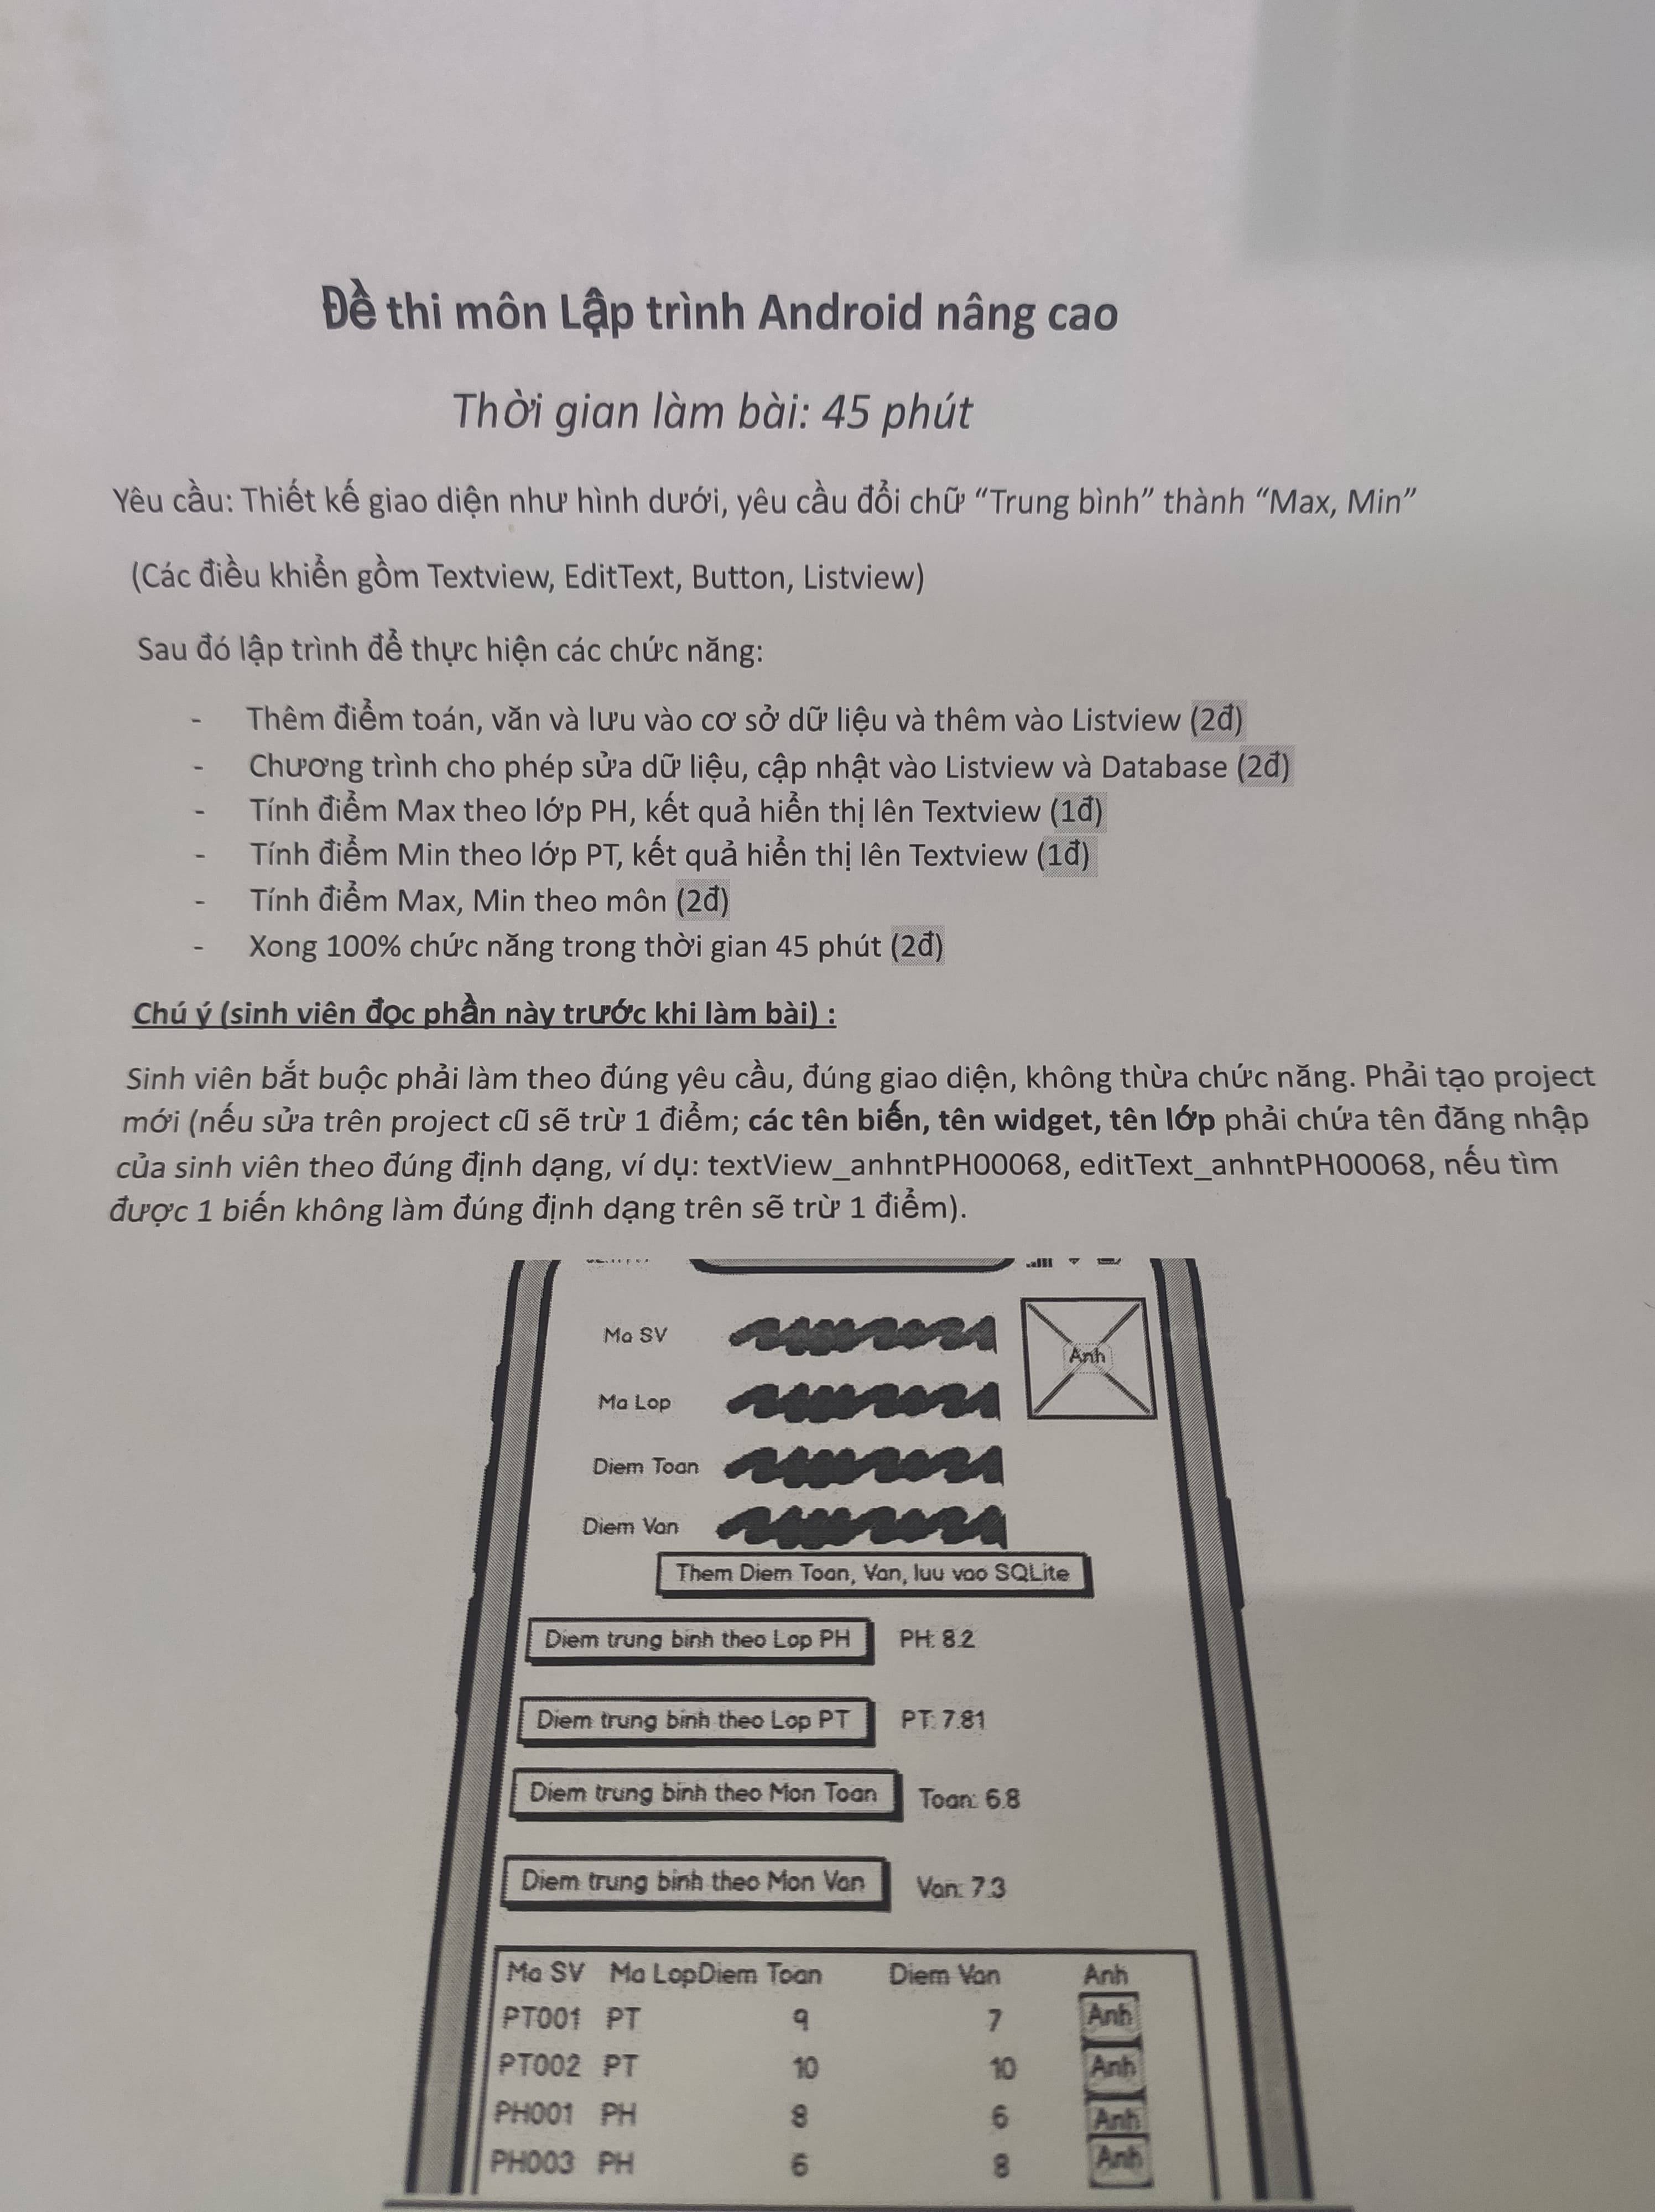 Đề thi môn Lập trình Android nâng cao
Thời gian làm bài: 45 phút
Yêu cầu: Thiết kế giao diện như hình dưới, yêu cầu đổi chữ “Trung bình” thành “Max, Min”
(Các điều khiển gồm Textview, EditText, Button, Listview)
Sau đó lập trình để thực hiện các chức năng:
- Thêm điểm toán, văn và lưu vào cơ sở dữ liệu và thêm vào Listview (2đ)
- Chương trình cho phép sửa dữ liệu, cập nhật vào Listview và Database (2đ)
- Tính điểm Max theo lớp PH, kết quả hiển thị lên Textview (1đ)
- Tính điểm Min theo lớp PT, kết quả hiển thị lên Textview (1đ)
- Tính điểm Max, Min theo môn (2đ)
- Xong 100% chức năng trong thời gian 45 phút (2đ)
Chú ý (sinh viên đọc phần này trước khi làm bài) :
Sinh viên bắt buộc phải làm theo đúng yêu cầu, đúng giao diện, không thừa chức năng. Phải tạo project
mới (nếu sửa trên project cũ sẽ trừ 1 điểm; các tên biến, tên widget, tên lớp phải chứa tên đăng nhập
của sinh viên theo đúng định dạng, ví dụ: textView_anhntPH00068, editText_anhntPH00068, nếu tìm
được 1 biến không làm đúng định dạng trên sẽ trừ 1 điểm).
Ma SV
Anh
Ma Lop
Diem Toan
Diem Van
Them Diem Toan, Van, luu vao SQLite
Diem trung binh theo Lop PH PH: 8.2
Diem trung binh theo Lop PT PT: 7.81
Diem trung binh theo Mon Toan Toan: 6.8
Diem trung binh theo Mon Van Van: 7.3
Ma SV Ma Lop Diem Toan Diem Van Anh
PT001 PT 9 7 Anh
PT002 PT 10 10 Anh
PH001 PH 8 6 Anh
PH003 PH 6 8 Anh